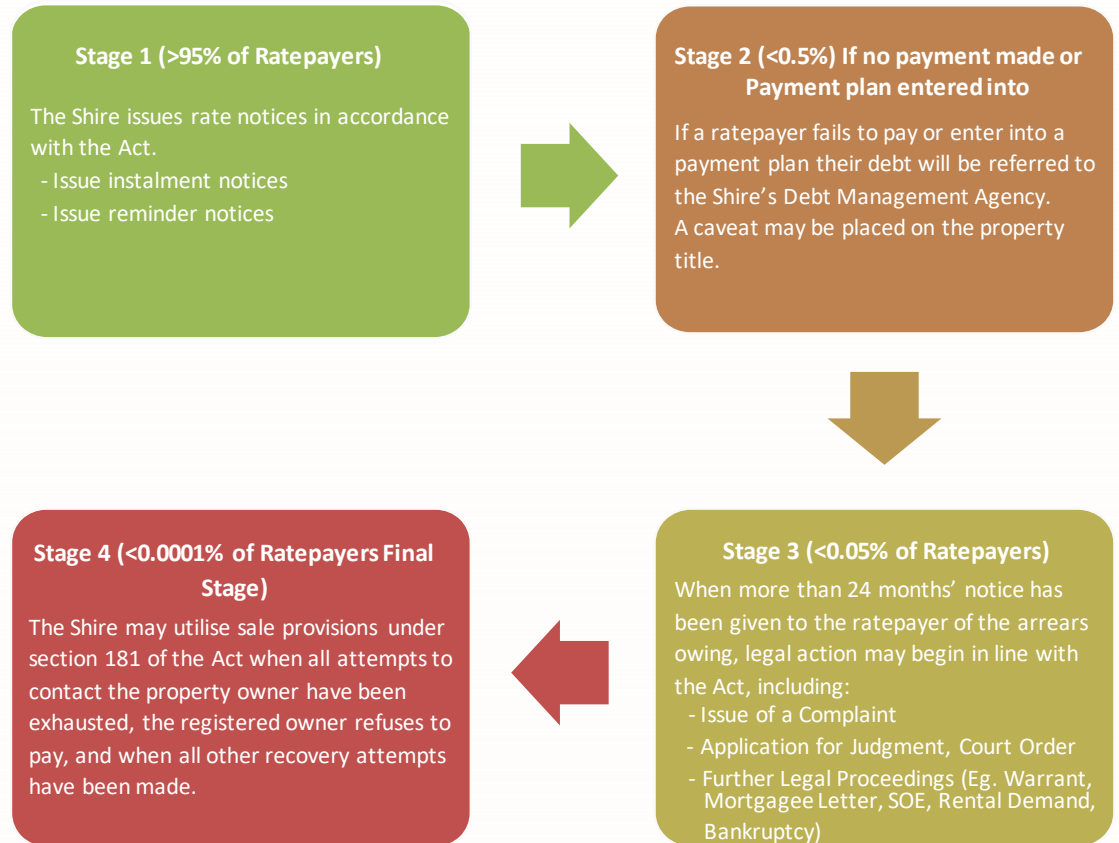 Stage 1 (>95% of Ratepayers)
The Shire issues rate notices in accordance
with the Act.
- Issue instalment notices
- Issue reminder notices
Stage 2 (<0.5%) If no payment made or
Payment plan entered into
If a ratepayer fails to pay or enter into a
payment plan their debt will be referred to
the Shire’s Debt Management Agency.
A caveat may be placed on the property
title.
Stage 3 (<0.05% of Ratepayers)
When more than 24 months’ notice has
been given to the ratepayer of the arrears
owing, legal action may begin in line with
the Act, including:
- Issue of a Complaint
- Application for Judgment, Court Order
- Further Legal Proceedings (Eg. Warrant,
Mortgagee Letter, SOE, Rental Demand,
Bankruptcy)
Stage 4 (<0.0001% of Ratepayers Final
Stage)
The Shire may utilise sale provisions under
section 181 of the Act when all attempts to
contact the property owner have been
exhausted, the registered owner refuses to
pay, and when all other recovery attempts
have been made.